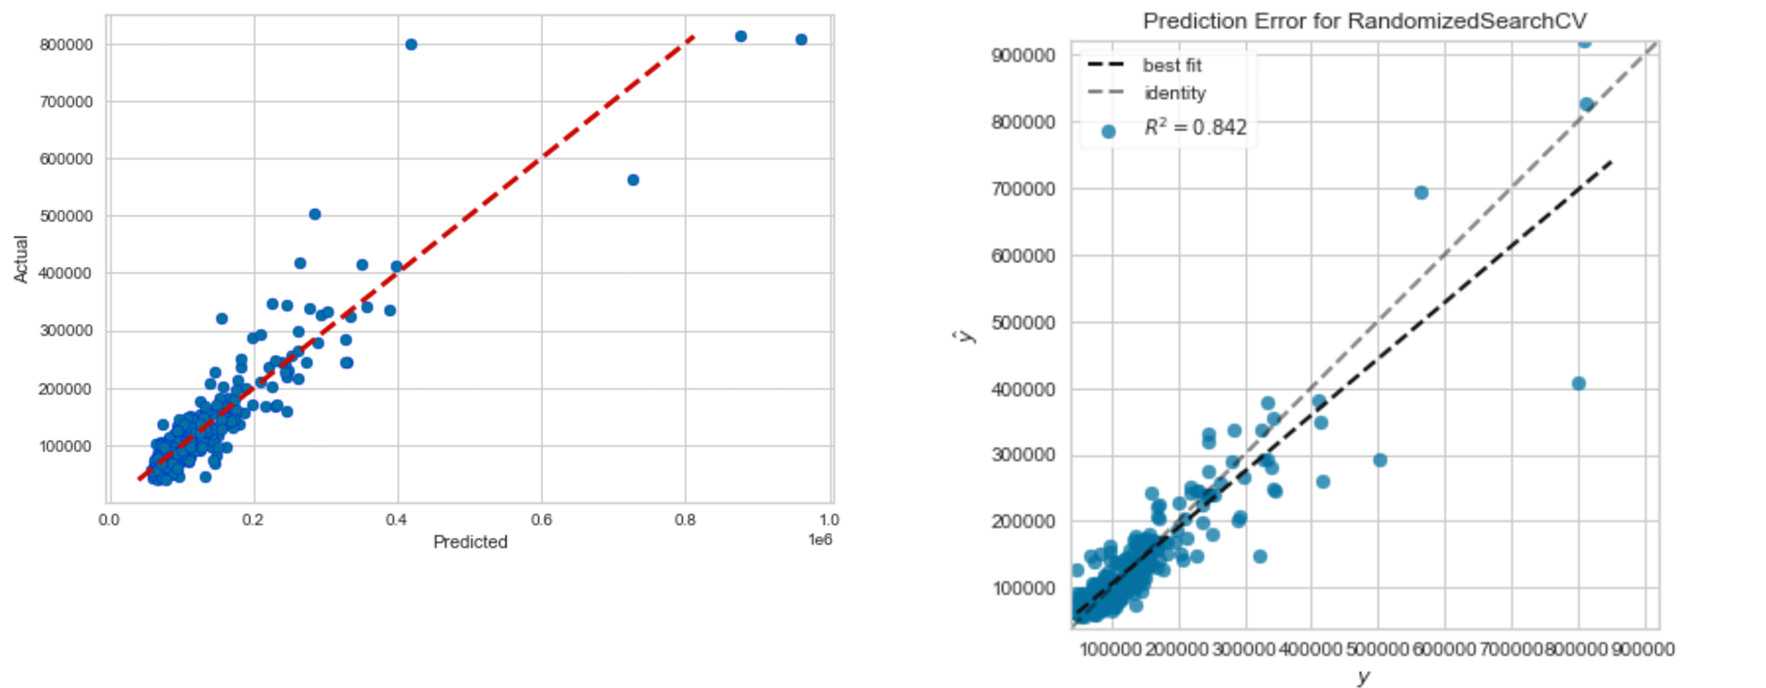 800000
700000
600000
500000
400000
300000
200000
100000
Actual
0.0 0.2 0.4 0.6 0.8 1.0
1e6
Predicted
Prediction Error for RandomizedSearchCV
best fit
identity
R² = 0.842
900000
800000
700000
600000
500000
400000
300000
200000
100000
ŷ
100000 200000 300000 400000 500000 600000 700000 800000 900000
y